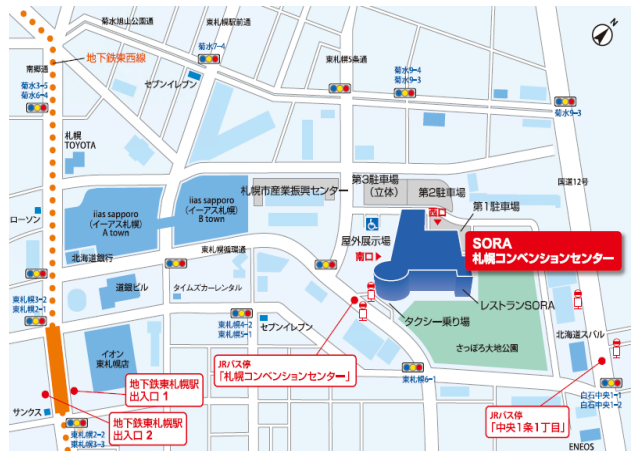 菊水旭山公園通
東札幌駅前通
菊水7-4
地下鉄東西線
南郷通
菊水3-5
菊水6-4
セブンイレブン
東札幌5条通
菊水9-4
菊水9-3
菊水9-3
札幌
TOYOTA
札幌市産業振興センター
第3駐車場
(立体)
第2駐車場
国道12号
iias sapporo
(イーアス札幌)
A town
iias sapporo
(イーアス札幌)
B town
ローソン
西口
第1駐車場
屋外展示場
南口
SORA
札幌コンベンションセンター
北海道銀行
東札幌循環通
道銀ビル
タイムズカーレンタル
東札幌3-2
東札幌2-1
レストランSORA
タクシー乗り場
東札幌4-2
東札幌5-1
セブンイレブン
北海道スバル
さっぽろ大地公園
イオン
東札幌店
JRバス停
「札幌コンベンションセンター」
東札幌6-1
地下鉄東札幌駅
出入口 1
白石中央1-1
白石中央1-2
サンクス
地下鉄東札幌駅
出入口 2
JRバス停
「中央1条1丁目」
東札幌2-2
東札幌3-3
ENEOS
N